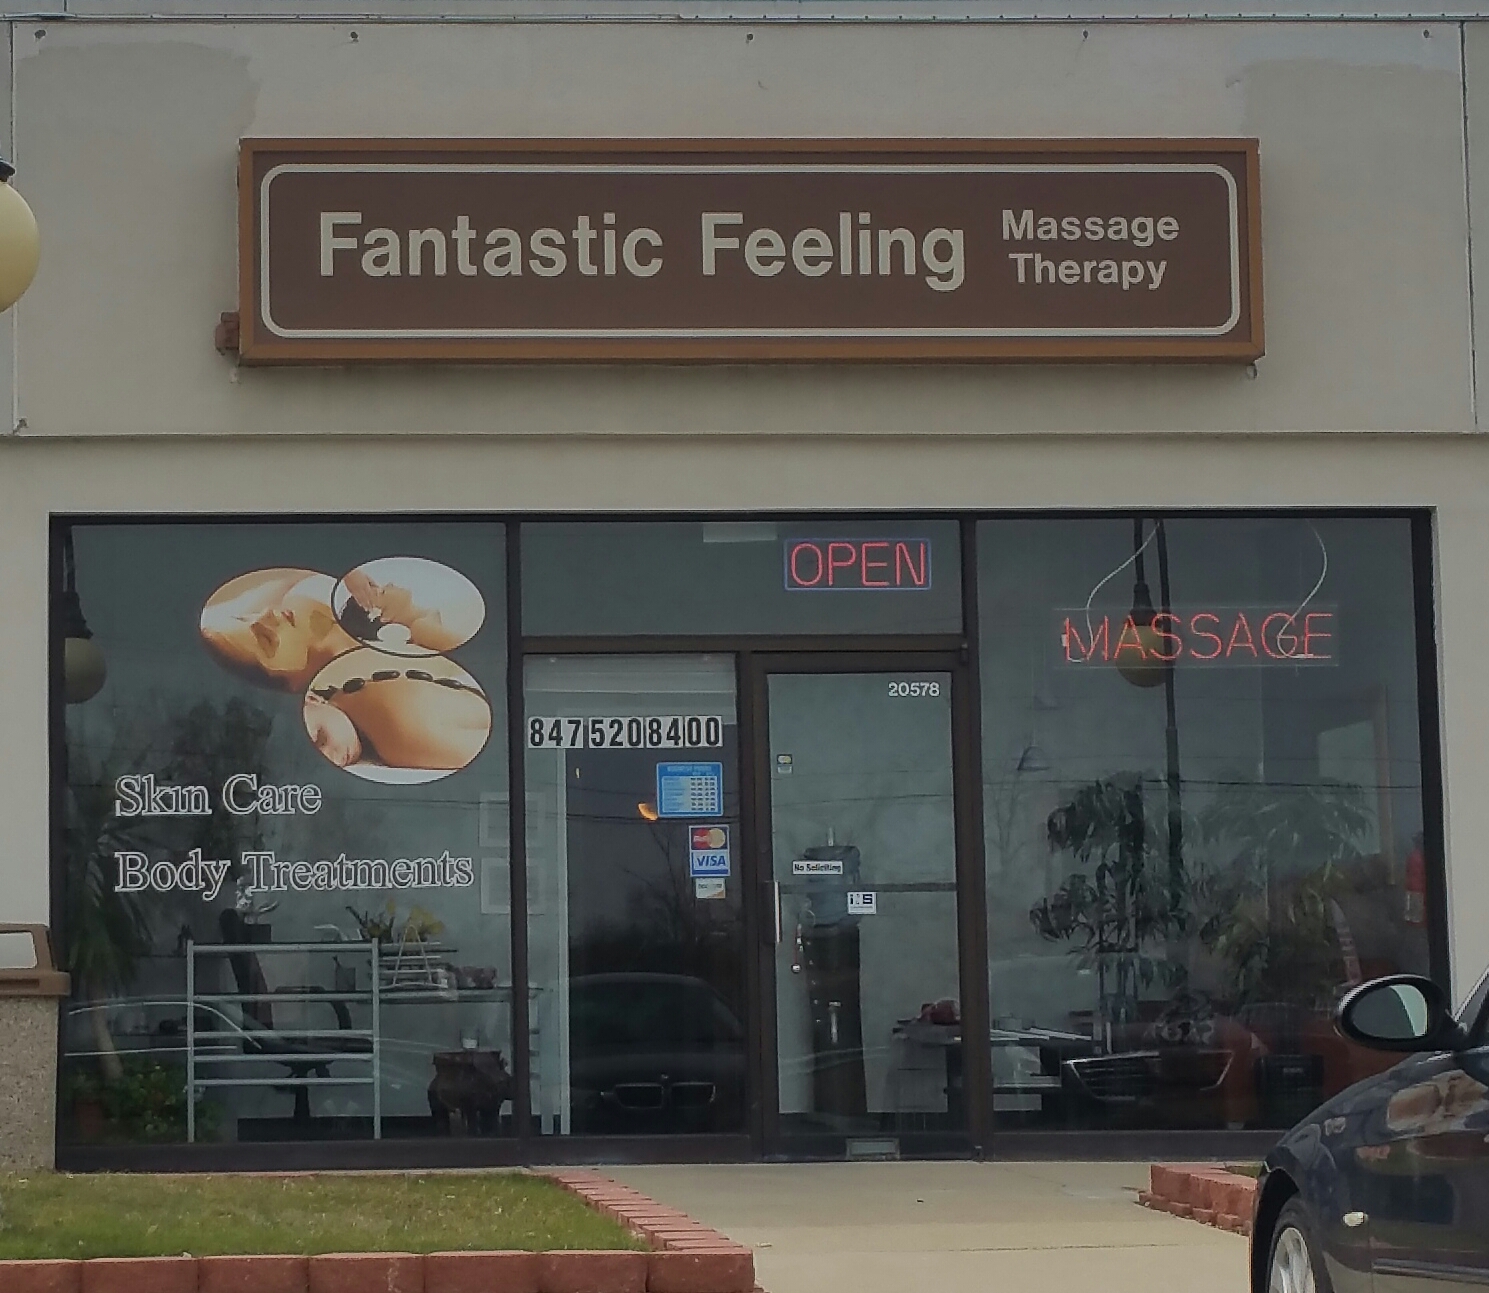 Fantastic Feeling
Massage
Therapy
OPEN
MASSAGE
20578
8475208400
Skin Care
Body Treatments
VISA
No Soliciting